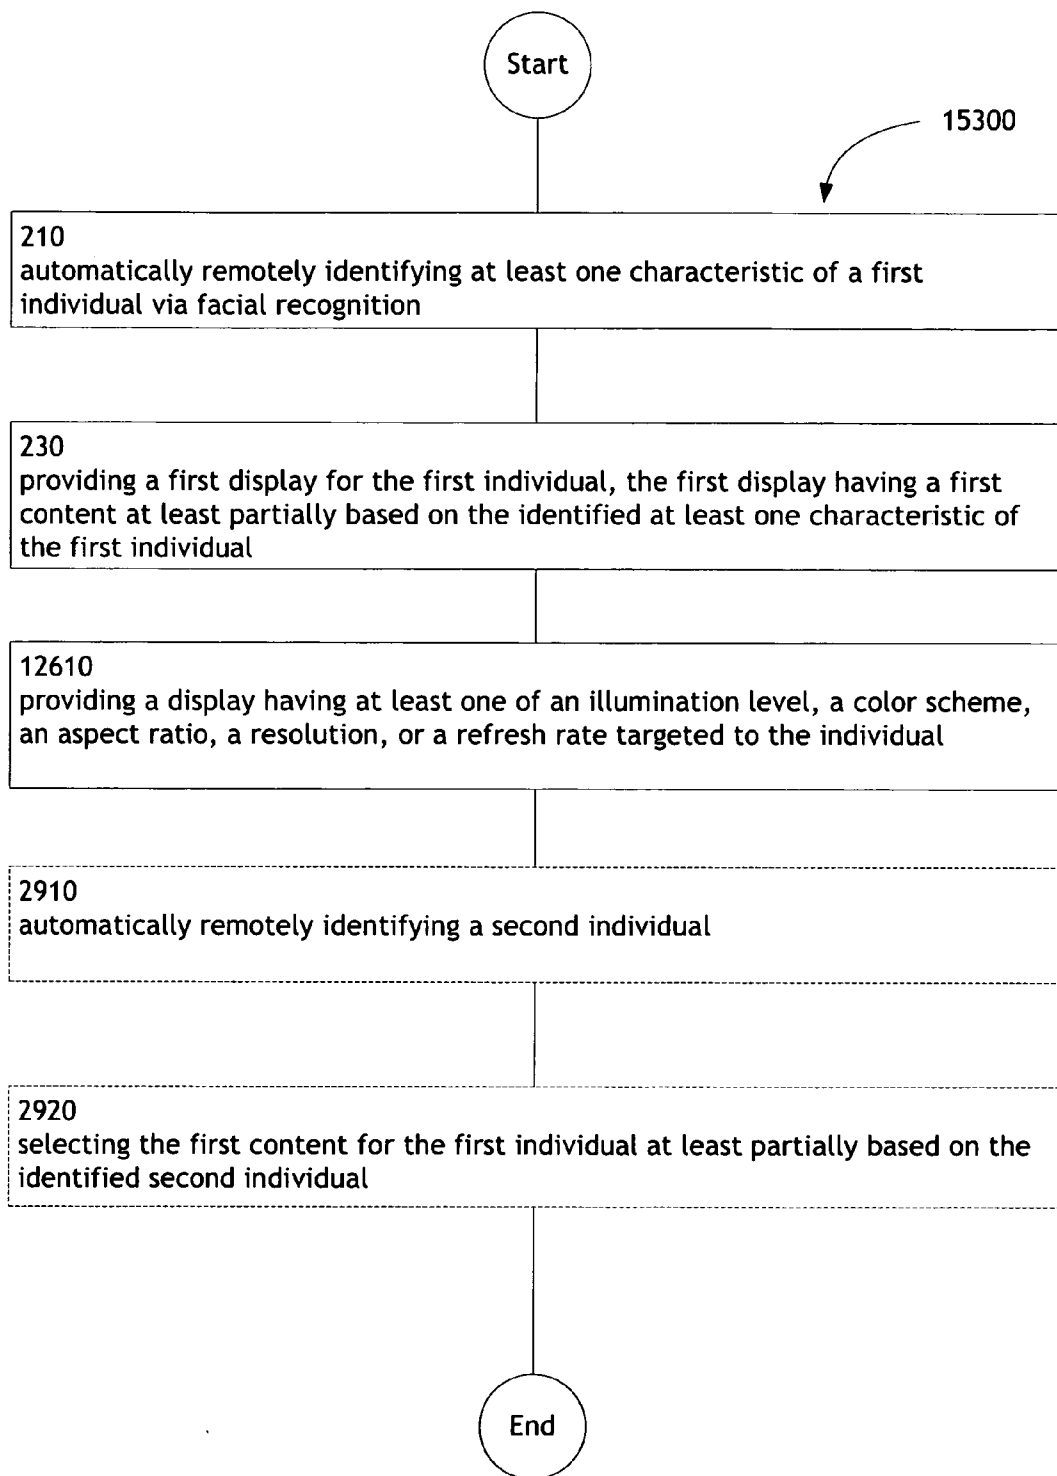 Start
15300
210
automatically remotely identifying at least one characteristic of a first
individual via facial recognition
230
providing a first display for the first individual, the first display having a first
content at least partially based on the identified at least one characteristic of
the first individual
12610
providing a display having at least one of an illumination level, a color scheme,
an aspect ratio, a resolution, or a refresh rate targeted to the individual
2910
automatically remotely identifying a second individual
2920
selecting the first content for the first individual at least partially based on the
identified second individual
End